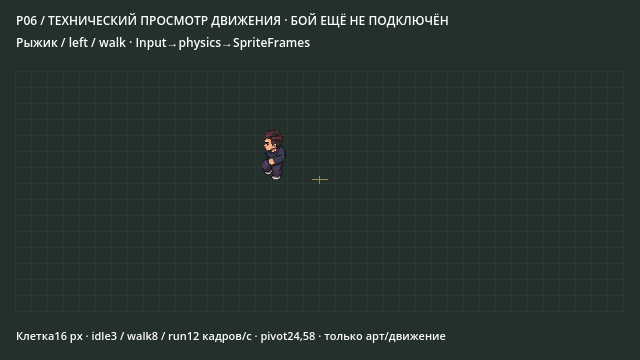 P06 / ТЕХНИЧЕСКИЙ ПРОСМОТР ДВИЖЕНИЯ · БОЙ ЕЩЁ НЕ ПОДКЛЮЧЁН
Рыжик / left / walk · Input→physics→SpriteFrames
Клетка16 px · idle3 / walk8 / run12 кадров/с · pivot24,58 · только арт/движение